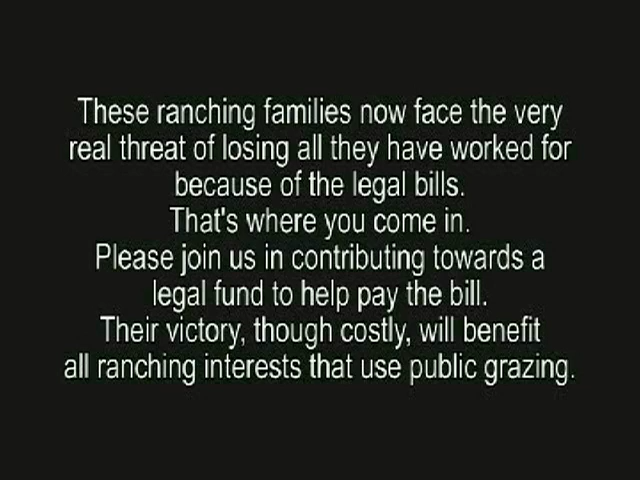 These ranching families now face the very
real threat of losing all they have worked for
because of the legal bills.
That's where you come in.
Please join us in contributing towards a
legal fund to help pay the bill.
Their victory, though costly, will benefit
all ranching interests that use public grazing.